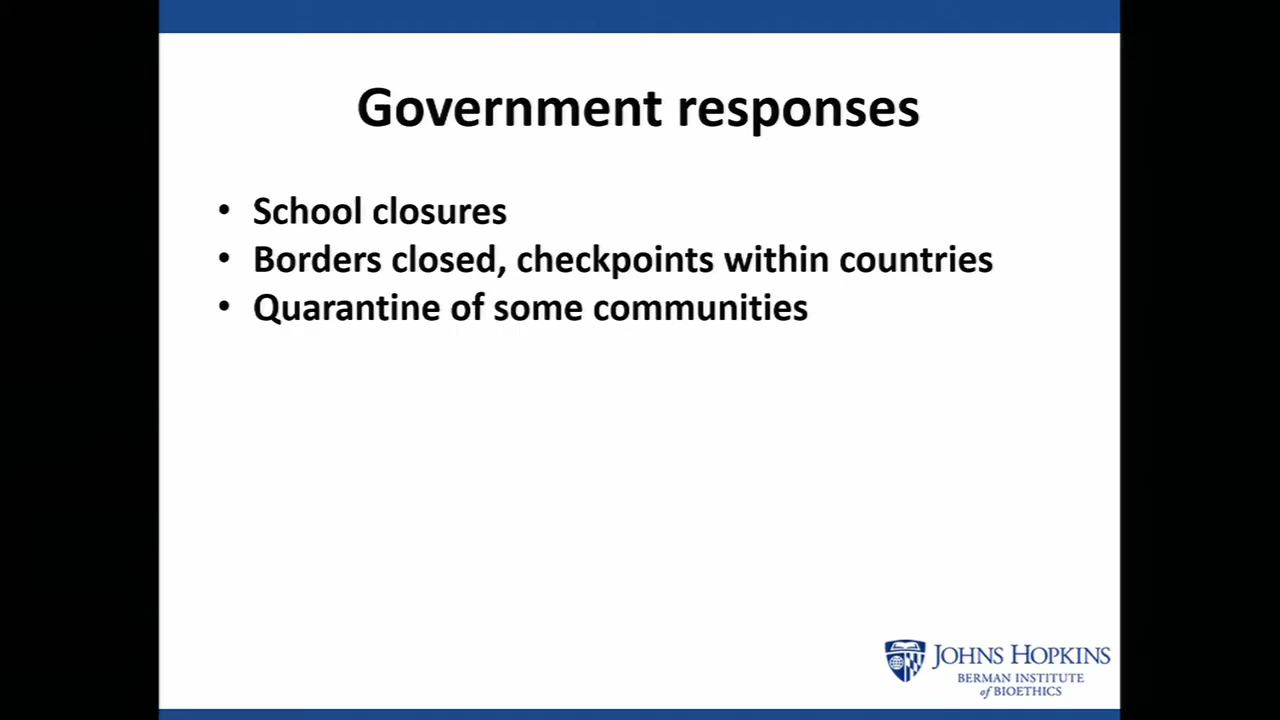 Government responses
• School closures
• Borders closed, checkpoints within countries
• Quarantine of some communities
JOHNS HOPKINS
BERMAN INSTITUTE
of BIOETHICS